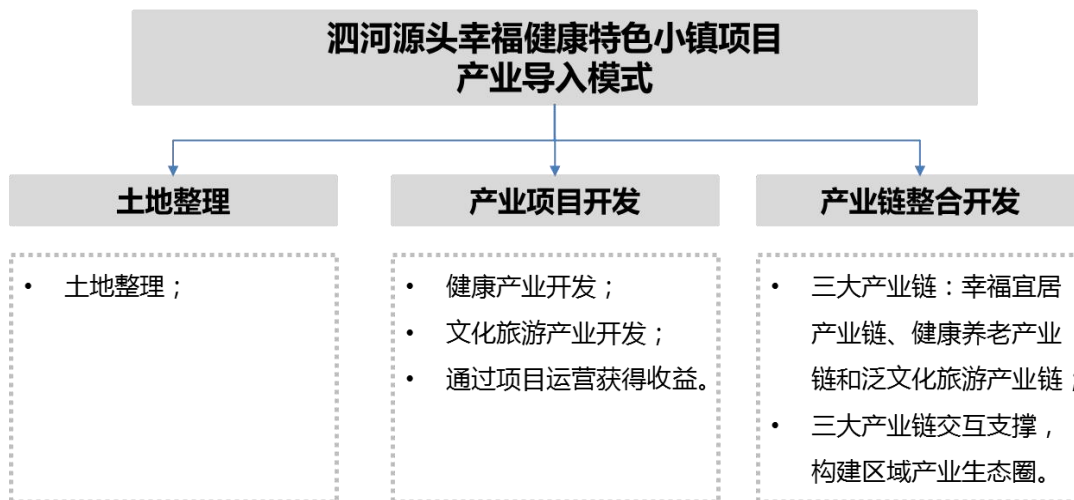 泗河源头幸福健康特色小镇项目
产业导入模式
土地整理
产业项目开发
产业链整合开发
• 土地整理；
• 健康产业开发；
• 文化旅游产业开发；
• 通过项目运营获得收益。
• 三大产业链：幸福宜居
产业链、健康养老产业
链和泛文化旅游产业链；
• 三大产业链交互支撑，
构建区域产业生态圈。